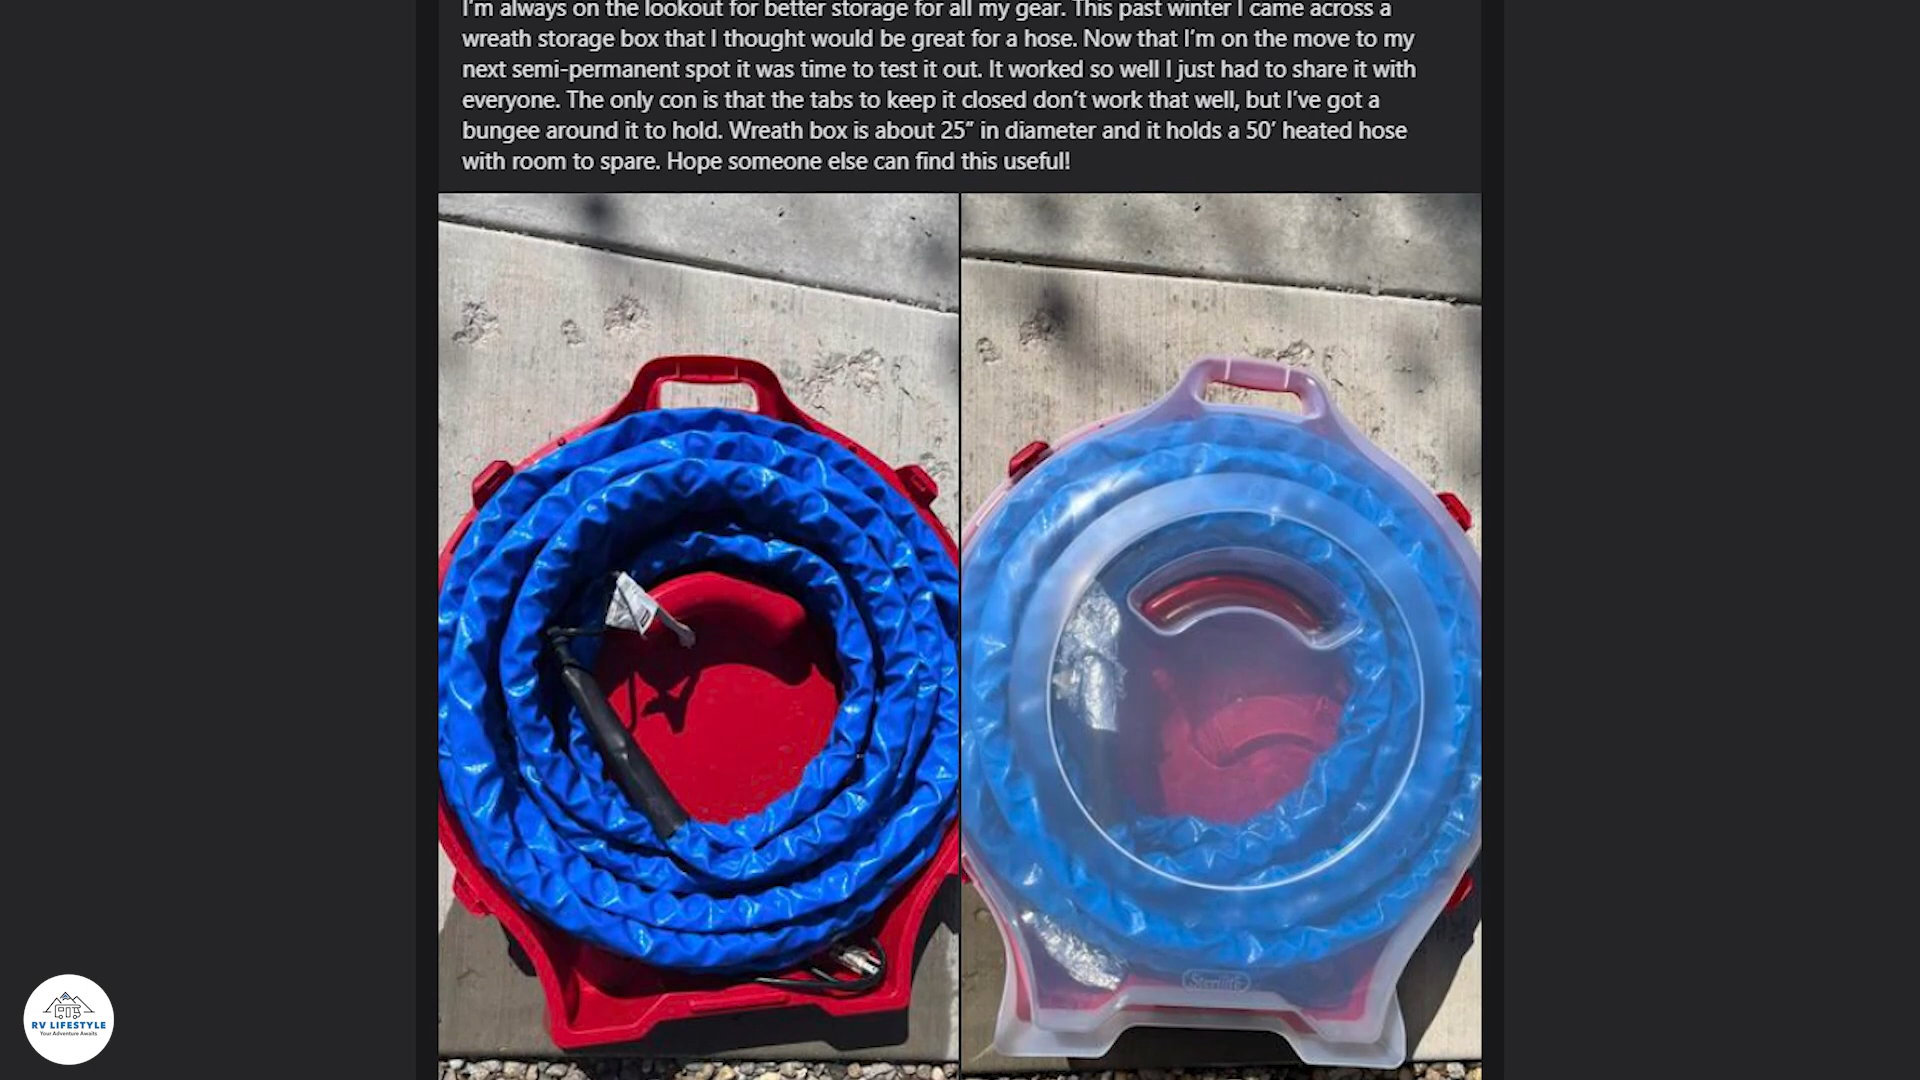 I'm always on the lookout for better storage for all my gear. This past winter I came across a
wreath storage box that I thought would be great for a hose. Now that I'm on the move to my
next semi-permanent spot it was time to test it out. It worked so well I just had to share it with
everyone. The only con is that the tabs to keep it closed don't work that well, but I've got a
bungee around it to hold. Wreath box is about 25” in diameter and it holds a 50’ heated hose
with room to spare. Hope someone else can find this useful!
Sterilite
RV LIFESTYLE
Your Adventure Awaits